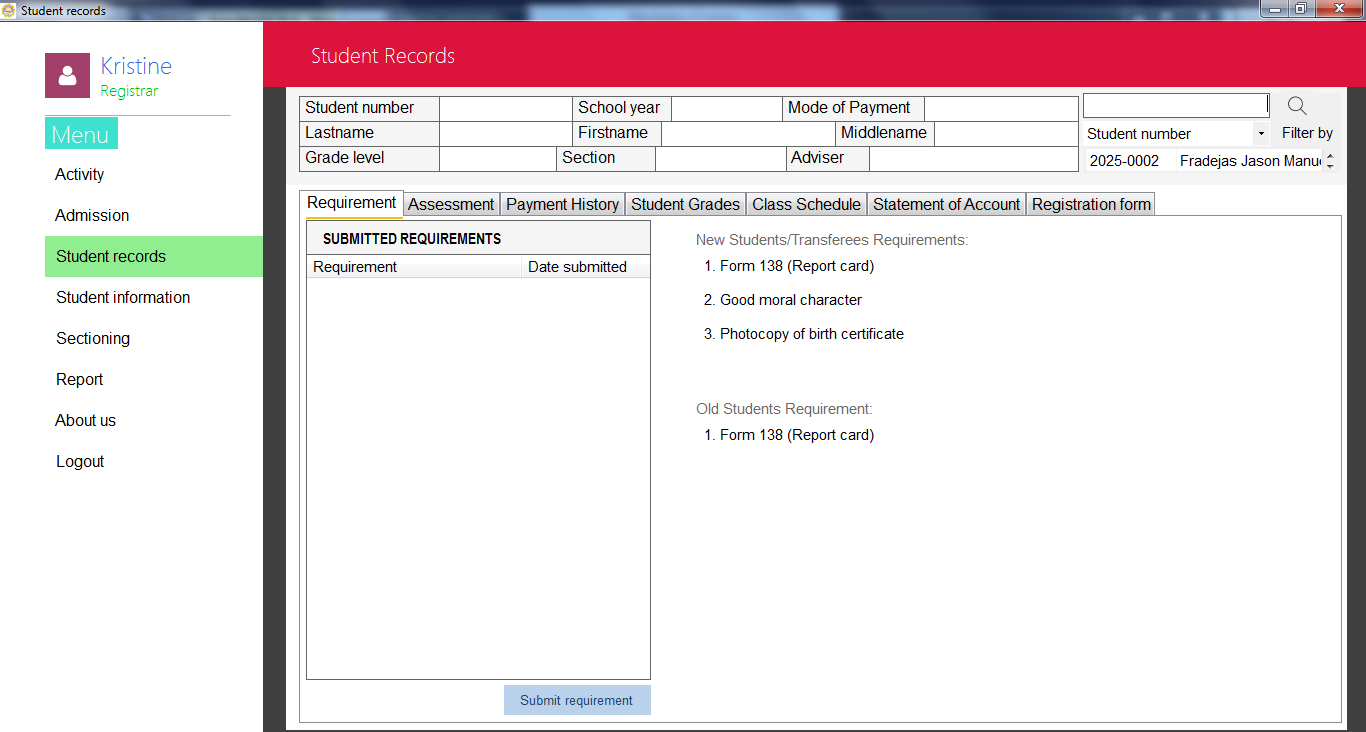 Student records
Kristine
Registrar
Menu
Activity
Admission
Student records
Student information
Sectioning
Report
About us
Logout
Student Records
Student number School year Mode of Payment
Lastname Firstname Middlename
Grade level Section Adviser
Student number Filter by
2025-0002 Fradejas Jason Manu
Requirement Assessment Payment History Student Grades Class Schedule Statement of Account Registration form
SUBMITTED REQUIREMENTS
Requirement Date submitted
Submit requirement
New Students/Transferees Requirements:
1. Form 138 (Report card)
2. Good moral character
3. Photocopy of birth certificate
Old Students Requirement:
1. Form 138 (Report card)